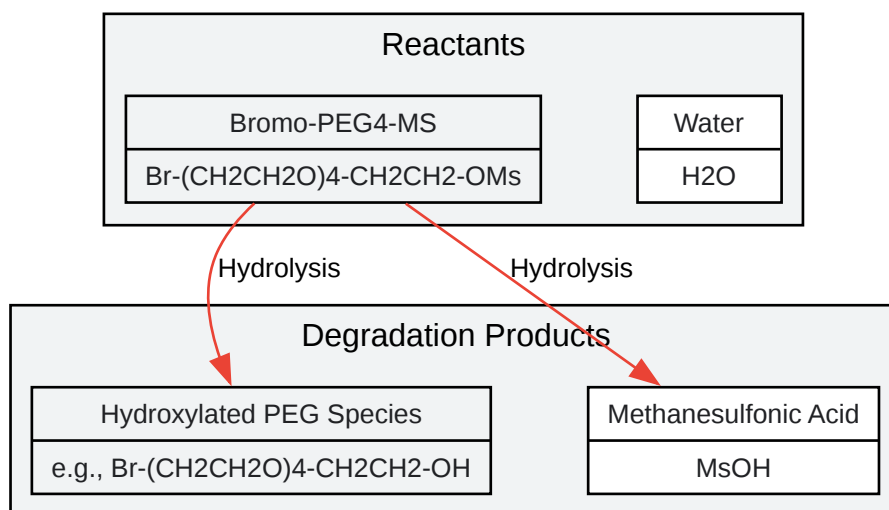 Reactants
Bromo-PEG4-MS
Water
Br-(CH2CH2O)4-CH2CH2-OMs
H2O
Hydrolysis
Hydrolysis
Degradation Products
Hydroxylated PEG Species
Methanesulfonic Acid
e.g., Br-(CH2CH2O)4-CH2CH2-OH
MsOH